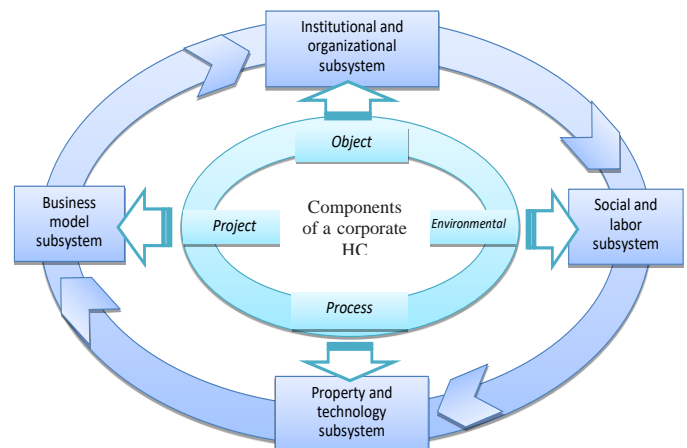 Institutional and
organizational
subsystem
Object
Business
model
subsystem
Project
Components
of a corporate
HC
Environmental
Social and
labor
subsystem
Process
Property and
technology
subsystem